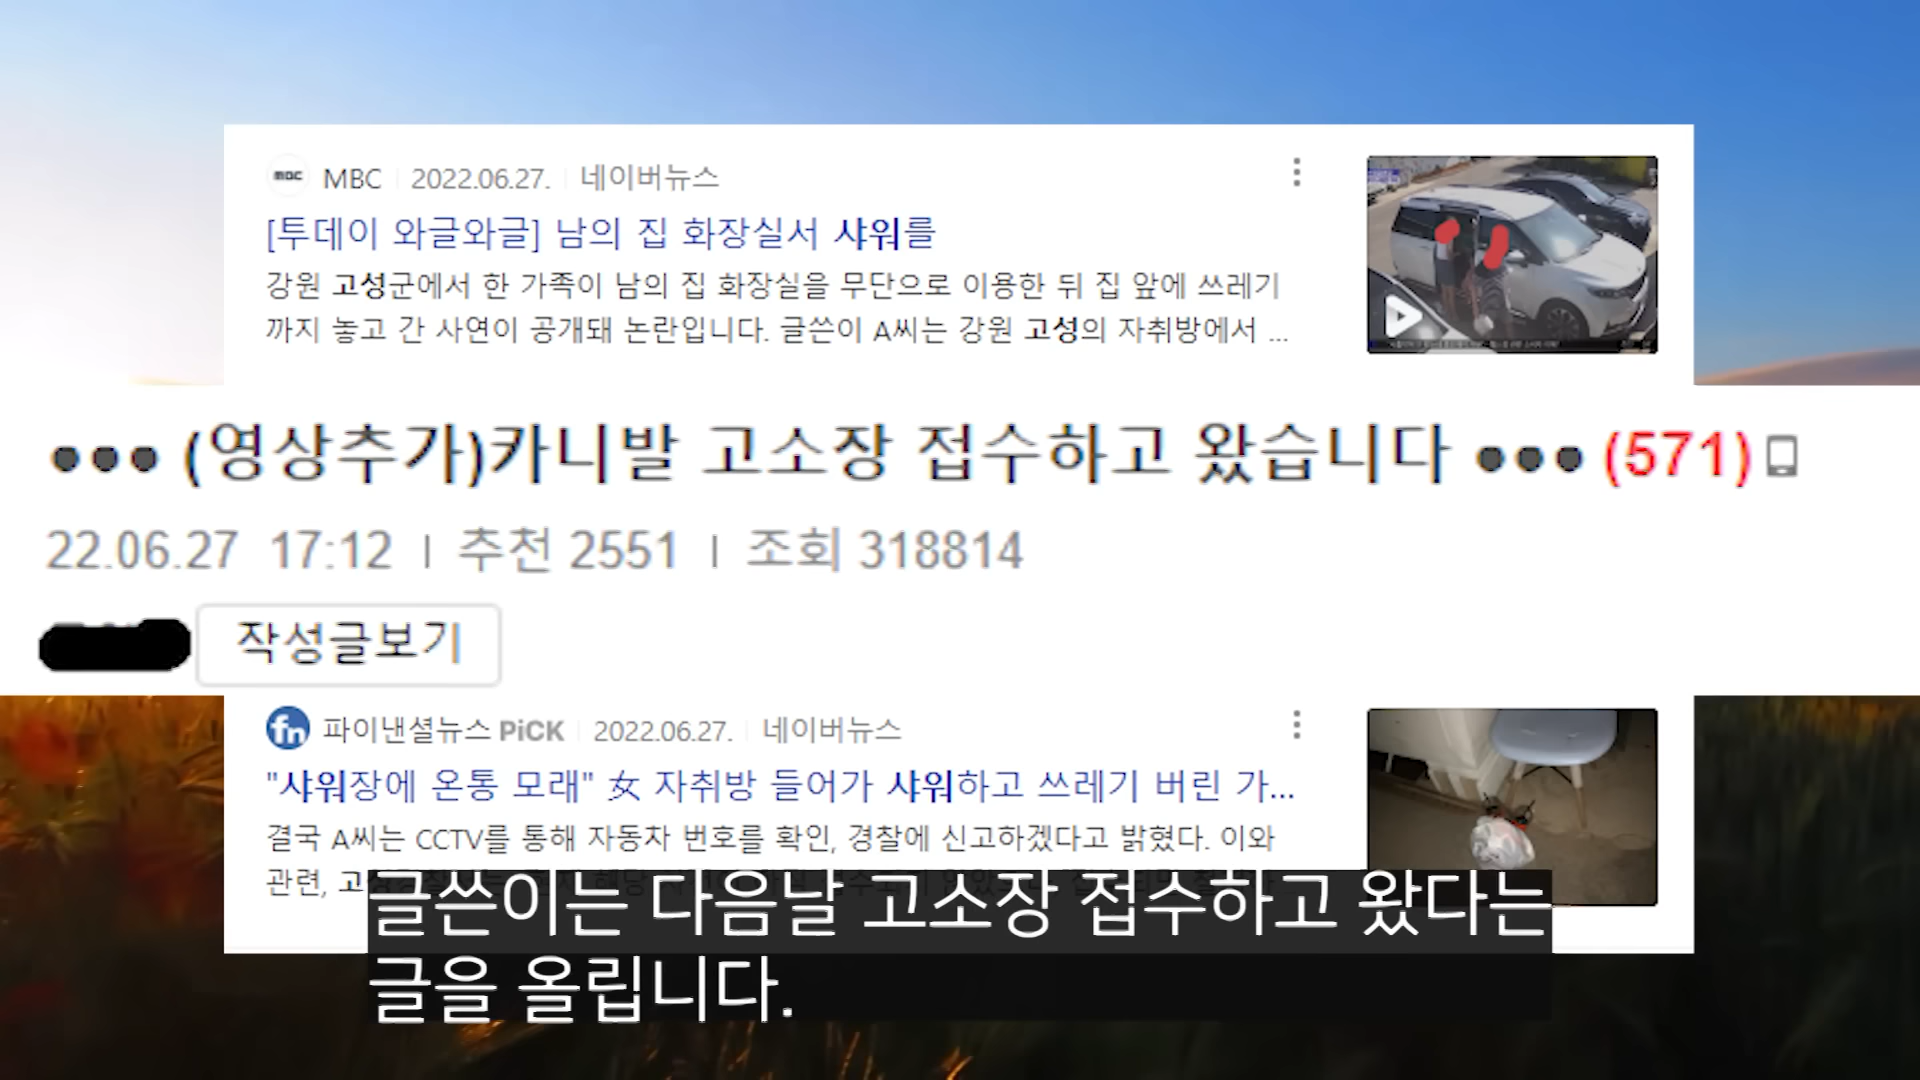 MBC 2022.06.27. 네이버뉴스
[투데이 와글와글] 남의 집 화장실서 샤워를
강원 고성군에서 한 가족이 남의 집 화장실을 무단으로 이용한 뒤 집 앞에 쓰레기
까지 놓고 간 사연이 공개돼 논란입니다. 글쓴이 A씨는 강원 고성의 자취방에서 ...
●●● (영상추가)카니발 고소장 접수하고 왔습니다 ●●● (571)
22.06.27 17:12 | 추천 2551 | 조회 318814
작성글보기
fn 파이낸셜뉴스 PiCK 2022.06.27. 네이버뉴스
"샤워장에 온통 모래" 女 자취방 들어가 샤워하고 쓰레기 버린 가...
결국 A씨는 CCTV를 통해 자동차 번호를 확인, 경찰에 신고하겠다고 밝혔다. 이와
관련,
글쓴이는 다음날 고소장 접수하고 왔다는
글을 올립니다.